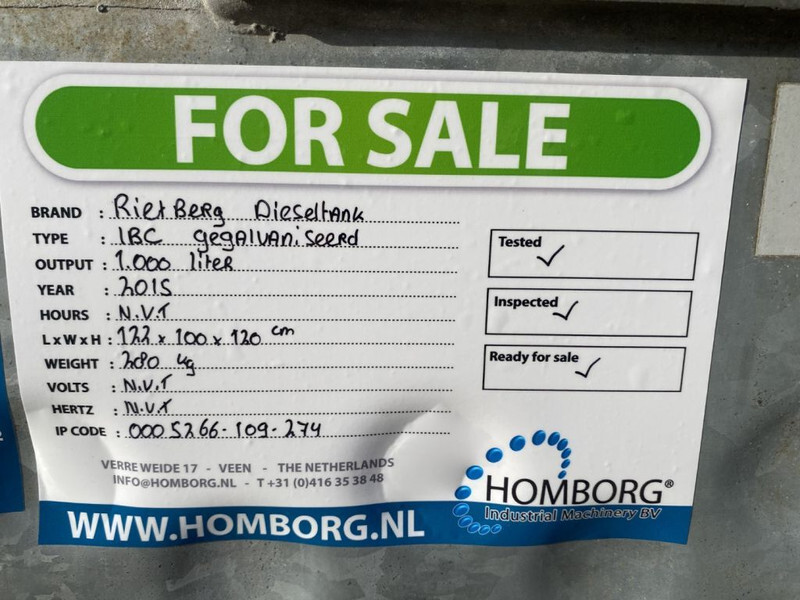 FOR SALE
BRAND : RietBerg Dieseltank
TYPE : IBC gegalvaniseerd
OUTPUT : 1.000 liter
YEAR : 2015
HOURS : N.V.T
L x W x H : 122 x 100 x 120 cm
WEIGHT : 280 kg
VOLTS : N.V.T
HERTZ : N.V.T
IP CODE : 0005266-109-274
Tested ✓
Inspected ✓
Ready for sale ✓
VERRE WEIDE 17 - VEEN - THE NETHERLANDS
INFO@HOMBORG.NL - T +31 (0)416 35 38 48
HOMBORG®
Industrial Machinery BV
WWW.HOMBORG.NL